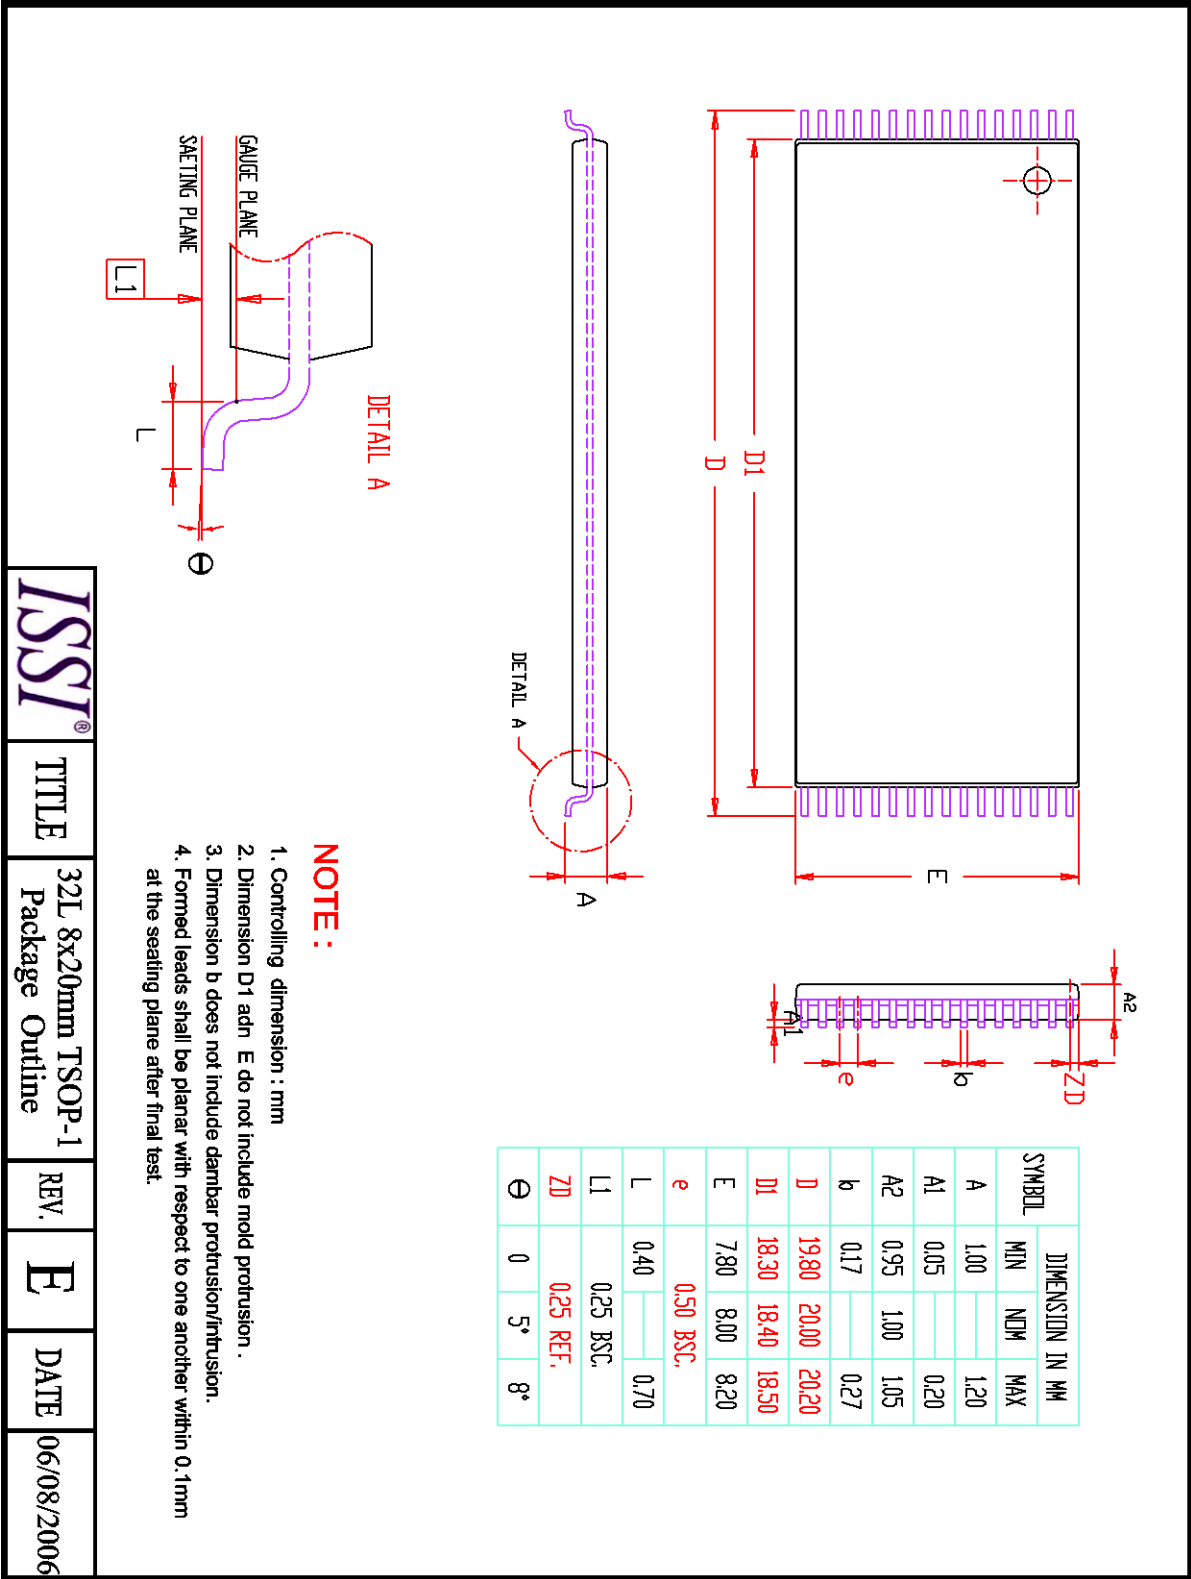 D1
D
E
A
DETAIL A
A2
A1
e
b
ZD
GAUGE PLANE
SAETING PLANE
L1
L
DETAIL A
Θ
SYMBOL DIMENSION IN MM
MIN NOM MAX
A 1.00 1.20
A1 0.05 0.20
A2 0.95 1.00 1.05
b 0.17 0.27
D 19.80 20.00 20.20
D1 18.30 18.40 18.50
E 7.80 8.00 8.20
e 0.50 BSC.
L 0.40 0.70
L1 0.25 BSC.
ZD 0.25 REF.
Θ 0 5° 8°
NOTE :
1. Controlling dimension : mm
2. Dimension D1 adn E do not include mold protrusion .
3. Dimension b does not include dambar protrusion/intrusion.
4. Formed leads shall be planar with respect to one another within 0.1mm
at the seating plane after final test.
ISSI®
TITLE
32L 8x20mm TSOP-1
Package Outline
REV.
E
DATE
06/08/2006